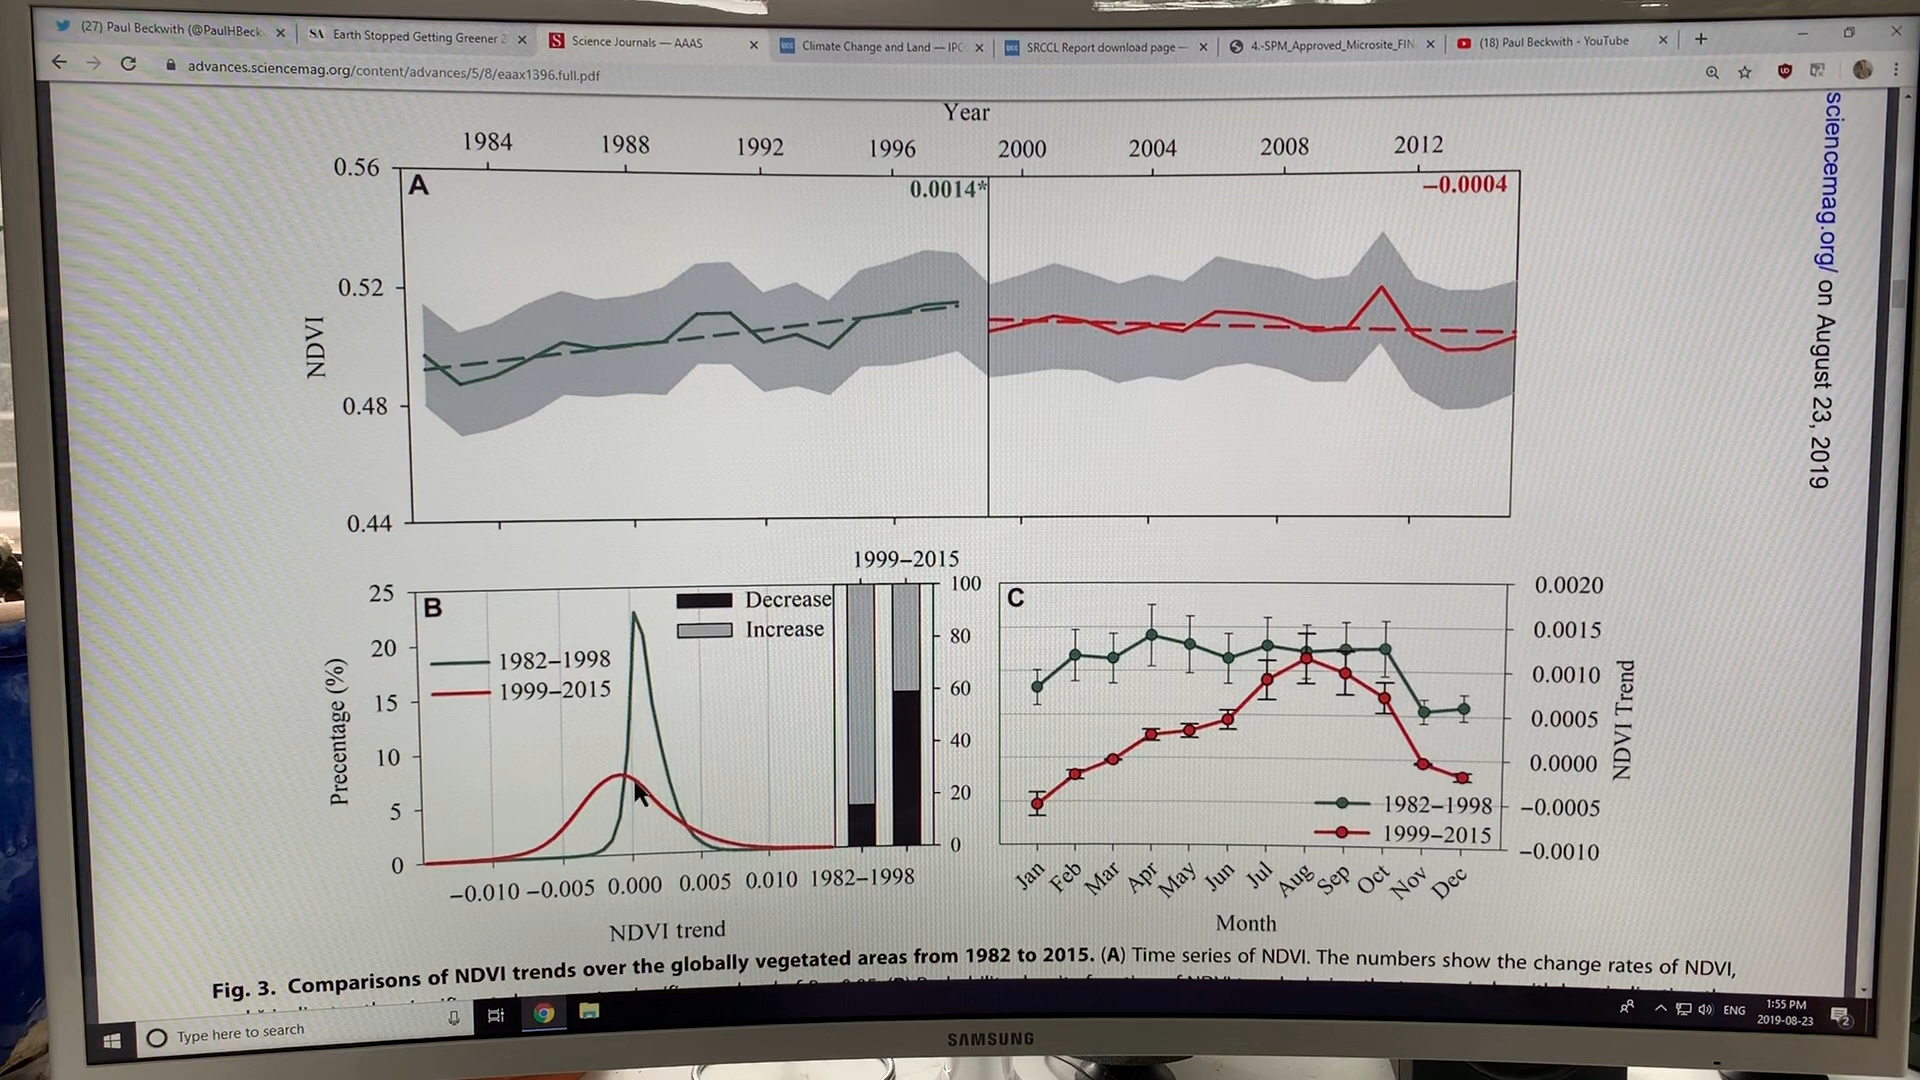 (27) Paul Beckwith (@PaulHBeck
Earth Stopped Getting Greener 2
Science Journals — AAAS
Climate Change and Land — IPC
SRCCL Report download page —
4.-SPM_Approved_Microsite_FIN
(18) Paul Beckwith - YouTube
advances.sciencemag.org/content/advances/5/8/eaax1396.full.pdf
Year
1984 1988 1992 1996 2000 2004 2008 2012
0.56
0.52
0.48
0.44
NDVI
A
0.0014*
−0.0004
sciencemag.org/ on August 23, 2019
1999–2015
25
20
15
10
5
0
Precentage (%)
B
1982–1998
1999–2015
Decrease
Increase
100
80
60
40
20
0
−0.010 −0.005 0.000 0.005 0.010 1982–1998
NDVI trend
C
0.0020
0.0015
0.0010
0.0005
0.0000
−0.0005
−0.0010
NDVI Trend
1982–1998
1999–2015
Jan Feb Mar Apr May Jun Jul Aug Sep Oct Nov Dec
Month
Fig. 3. Comparisons of NDVI trends over the globally vegetated areas from 1982 to 2015. (A) Time series of NDVI. The numbers show the change rates of NDVI,
Type here to search
ENG
1:55 PM
2019-08-23
2
SAMSUNG